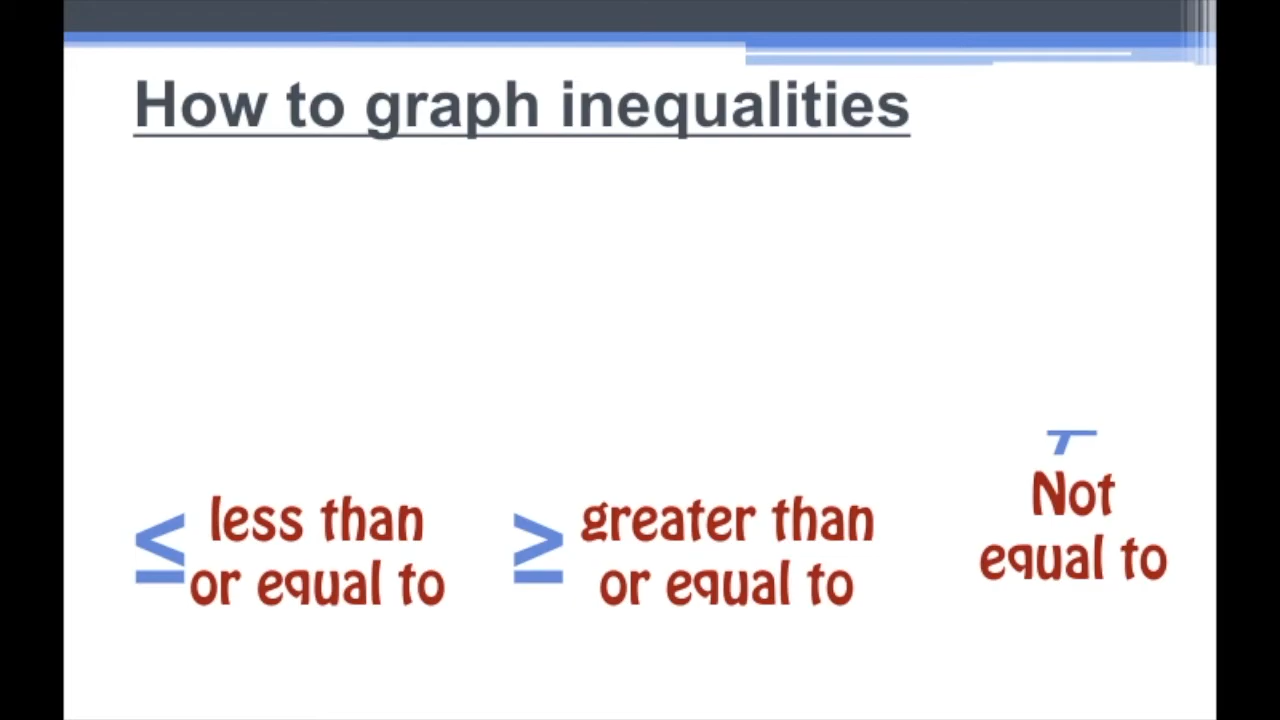 How to graph inequalities
≤ less than
or equal to
≥ greater than
or equal to
Not
equal to